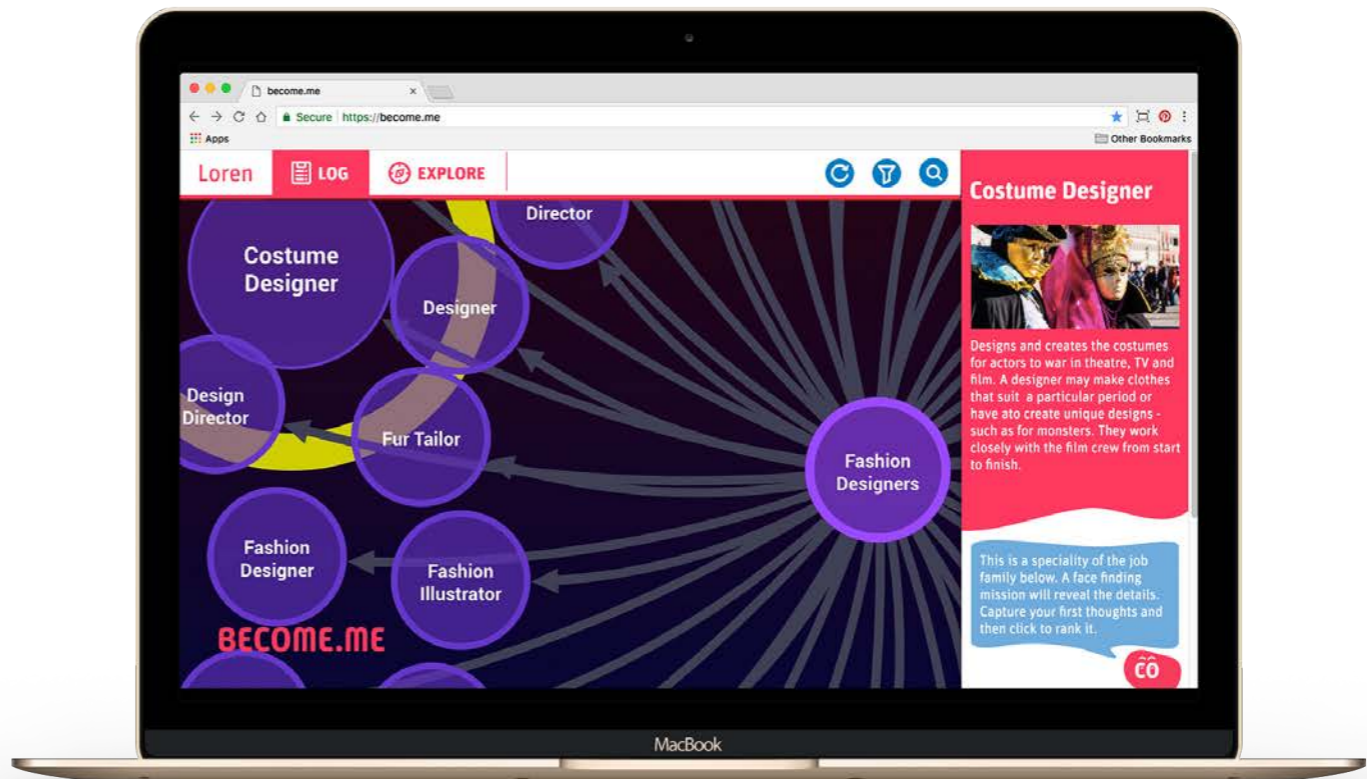 become.me
Secure
https://become.me
Apps
Other Bookmarks
Loren
LOG
EXPLORE
Director
Costume
Designer
Designer
Design
Director
Fur Tailor
Fashion
Designers
Fashion
Designer
Fashion
Illustrator
BECOME.ME
Costume Designer
Designs and creates the costumes
for actors to war in theatre, TV and
film. A designer may make clothes
that suit a particular period or
have ato create unique designs -
such as for monsters. They work
closely with the film crew from start
to finish.
This is a speciality of the job
family below. A face finding
mission will reveal the details.
Capture your first thoughts and
then click to rank it.
ĈÔ
MacBook